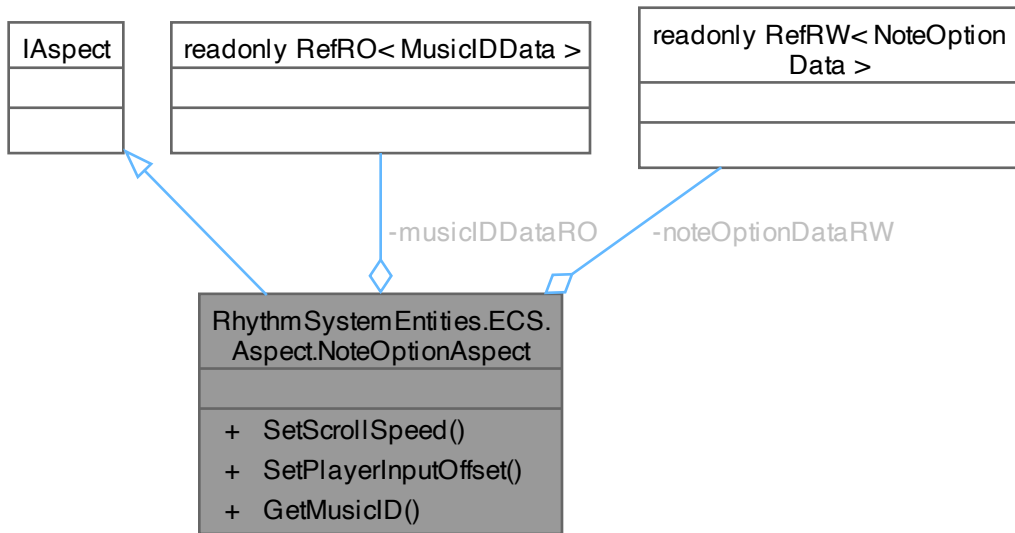 IAspect
readonly RefRO< MusicIDData >
readonly RefRW< NoteOption
Data >
-musicIDDataRO
-noteOptionDataRW
RhythmSystemEntities.ECS.
Aspect.NoteOptionAspect
+ SetScrollSpeed()
+ SetPlayerInputOffset()
+ GetMusicID()